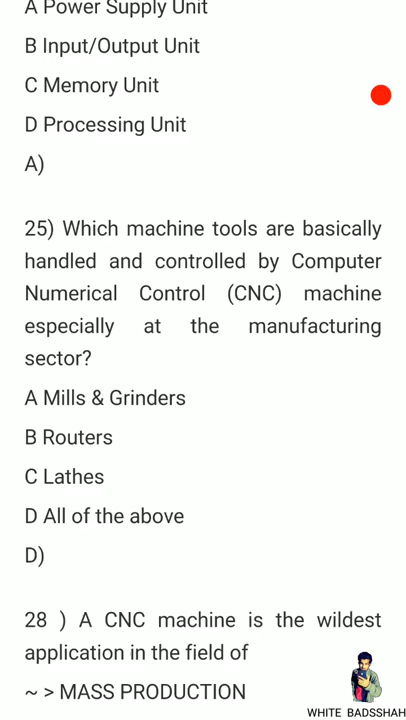 A Power Supply Unit
B Input/Output Unit
C Memory Unit
D Processing Unit
A)
25) Which machine tools are basically
handled and controlled by Computer
Numerical Control (CNC) machine
especially at the manufacturing
sector?
A Mills & Grinders
B Routers
C Lathes
D All of the above
D)
28 ) A CNC machine is the wildest
application in the field of
~ > MASS PRODUCTION
WHITE BADSSHAH